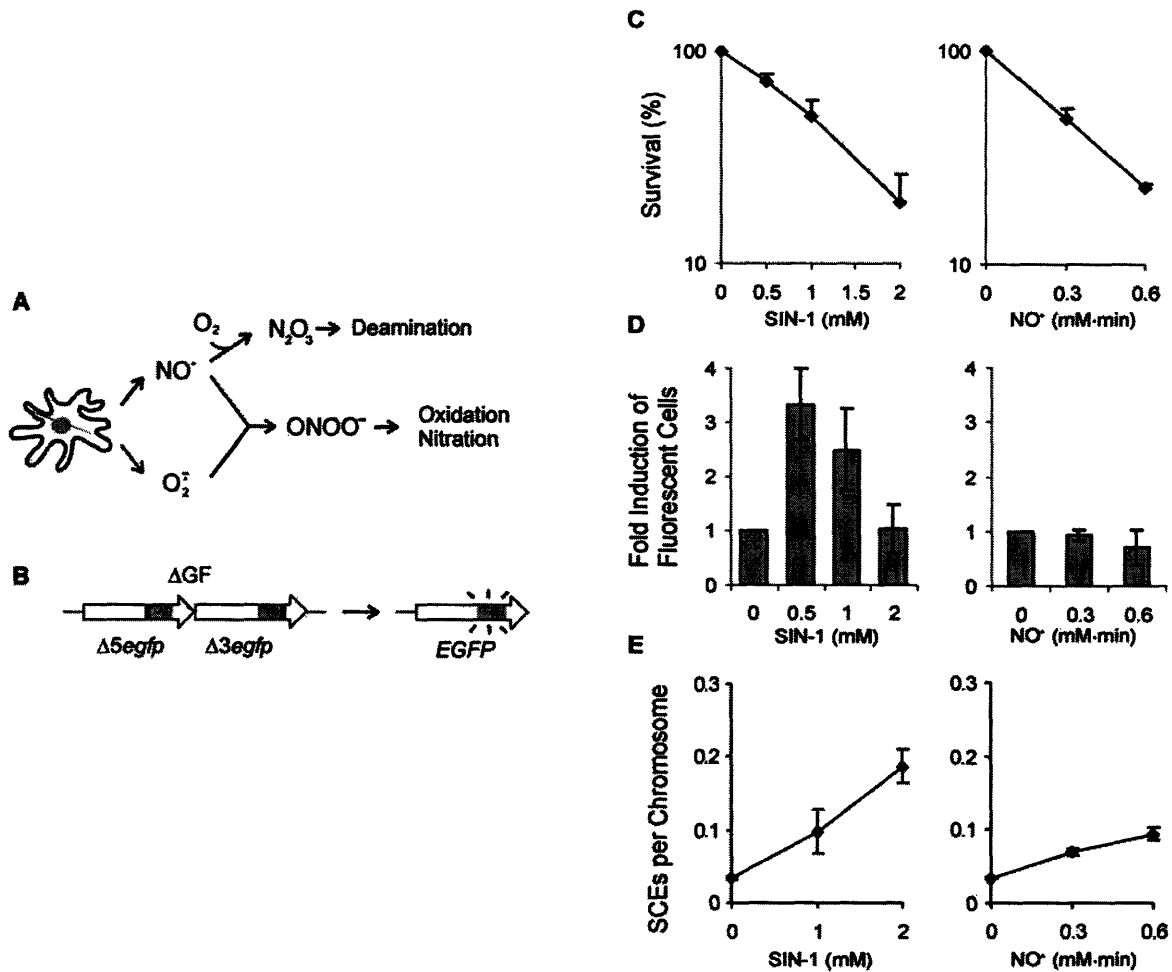 A
O₂
N₂O₃ → Deamination
NO•
ONOO⁻ → Oxidation
Nitration
O₂•⁻
B
ΔGF
Δ5egfp Δ3egfp EGFP
C
Survival (%)
100
10
0 0.5 1 1.5 2
SIN-1 (mM)
100
10
0 0.3 0.6
NO• (mM·min)
D
Fold Induction of
Fluorescent Cells
4
3
2
1
0
0 0.5 1 2
SIN-1 (mM)
4
3
2
1
0
0 0.3 0.6
NO• (mM·min)
E
SCEs per Chromosome
0.3
0.2
0.1
0
0 1 2
SIN-1 (mM)
0.3
0.2
0.1
0
0 0.3 0.6
NO• (mM·min)